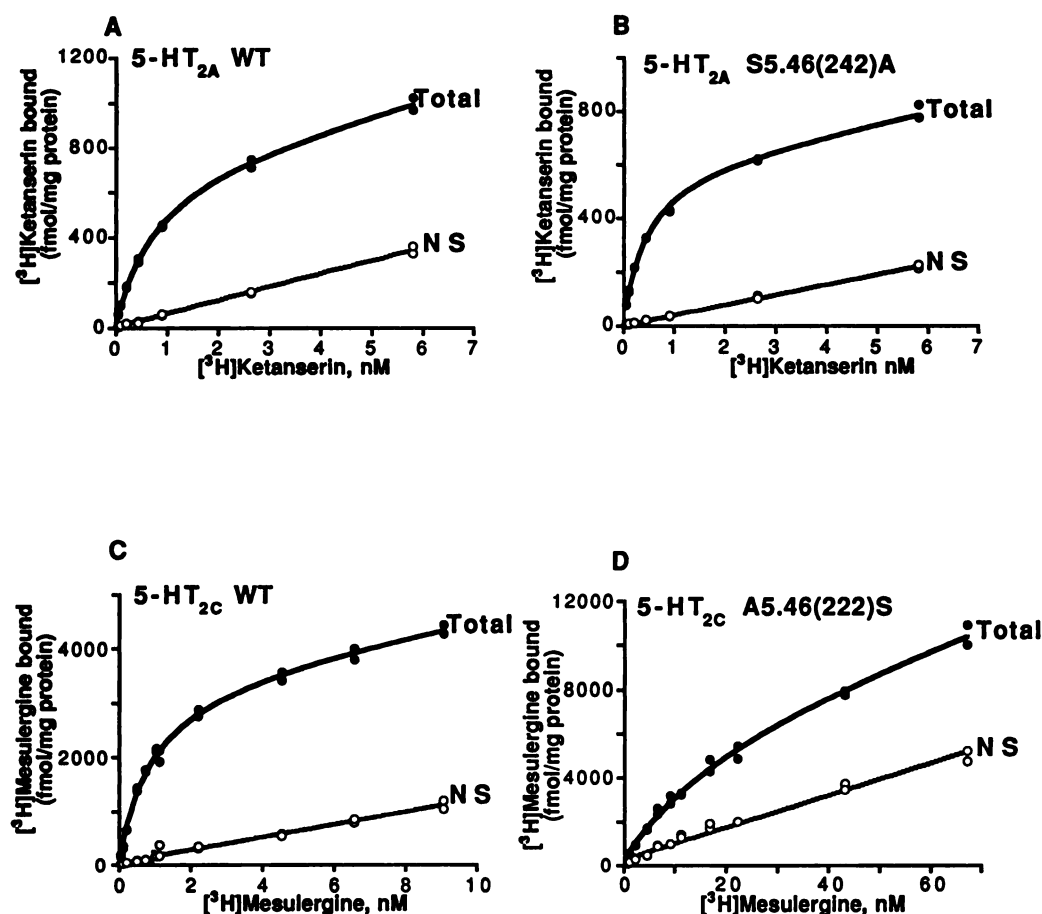 A
5-HT2A WT
1200
800
400
0
[3H]Ketanserin bound
(fmol/mg protein)
Total
NS
0 1 2 3 4 5 6 7
[3H]Ketanserin, nM
B
5-HT2A S5.46(242)A
800
400
0
[3H]Ketanserin bound
(fmol/mg protein)
Total
NS
0 1 2 3 4 5 6 7
[3H]Ketanserin nM
C
5-HT2C WT
4000
2000
0
[3H]Mesulergine bound
(fmol/mg protein)
Total
NS
0 2 4 6 8 10
[3H]Mesulergine, nM
D
5-HT2C A5.46(222)S
12000
8000
4000
0
[3H]Mesulergine bound
(fmol/mg protein)
Total
NS
0 20 40 60
[3H]Mesulergine, nM